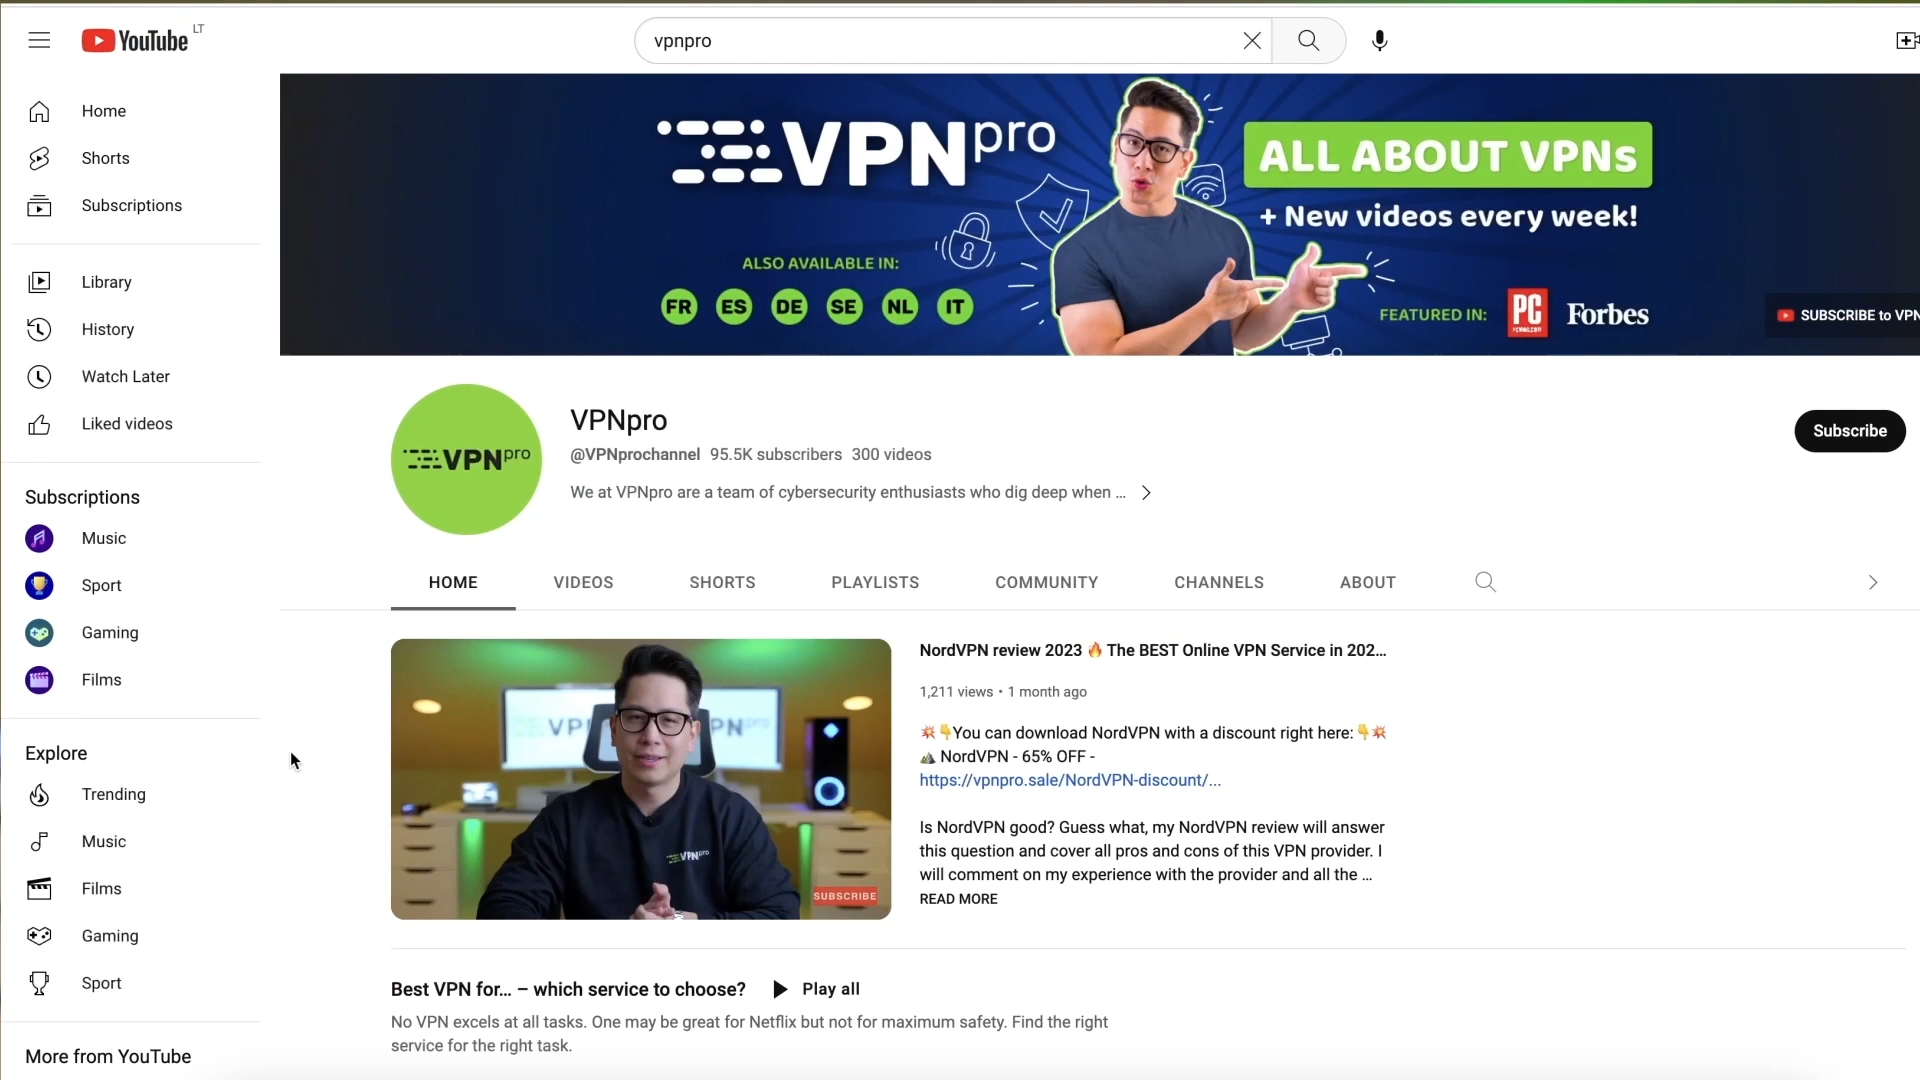 YouTube LT
vpnpro
Home
Shorts
Subscriptions
Library
History
Watch Later
Liked videos
Subscriptions
Music
Sport
Gaming
Films
Explore
Trending
Music
Films
Gaming
Sport
More from YouTube
VPNpro
ALL ABOUT VPNs
+ New videos every week!
ALSO AVAILABLE IN:
FR ES DE SE NL IT
FEATURED IN: PC Forbes
SUBSCRIBE to VPN
VPNpro
VPNpro
@VPNprochannel 95.5K subscribers 300 videos
We at VPNpro are a team of cybersecurity enthusiasts who dig deep when ...
Subscribe
HOME VIDEOS SHORTS PLAYLISTS COMMUNITY CHANNELS ABOUT
VPNpro
SUBSCRIBE
NordVPN review 2023 🔥 The BEST Online VPN Service in 202...
1,211 views • 1 month ago
💥👇You can download NordVPN with a discount right here:👇💥
⛰️ NordVPN - 65% OFF -
https://vpnpro.sale/NordVPN-discount/...
Is NordVPN good? Guess what, my NordVPN review will answer
this question and cover all pros and cons of this VPN provider. I
will comment on my experience with the provider and all the ...
READ MORE
Best VPN for... – which service to choose? Play all
No VPN excels at all tasks. One may be great for Netflix but not for maximum safety. Find the right
service for the right task.